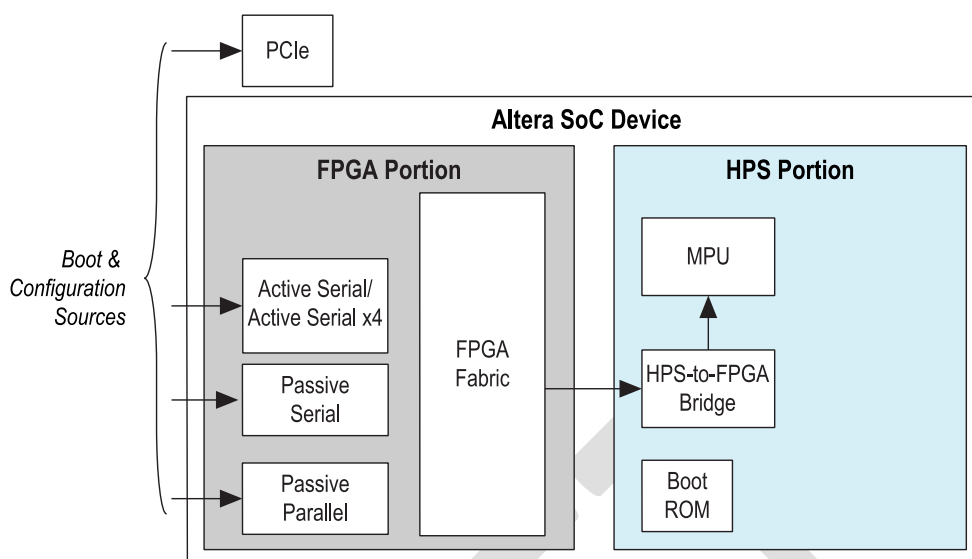 PCIe
Altera SoC Device
FPGA Portion
HPS Portion
Boot &
Configuration
Sources
Active Serial/
Active Serial x4
Passive
Serial
Passive
Parallel
FPGA
Fabric
MPU
HPS-to-FPGA
Bridge
Boot
ROM